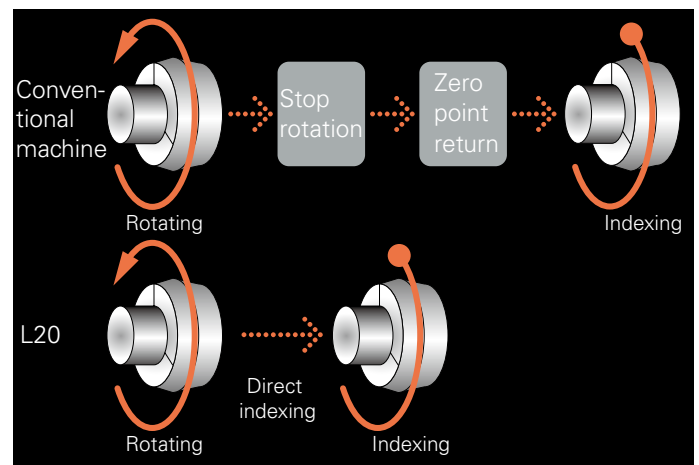 Conven-
tional
machine
Stop
rotation
Zero
point
return
Rotating
Indexing
L20
Direct
indexing
Rotating
Indexing